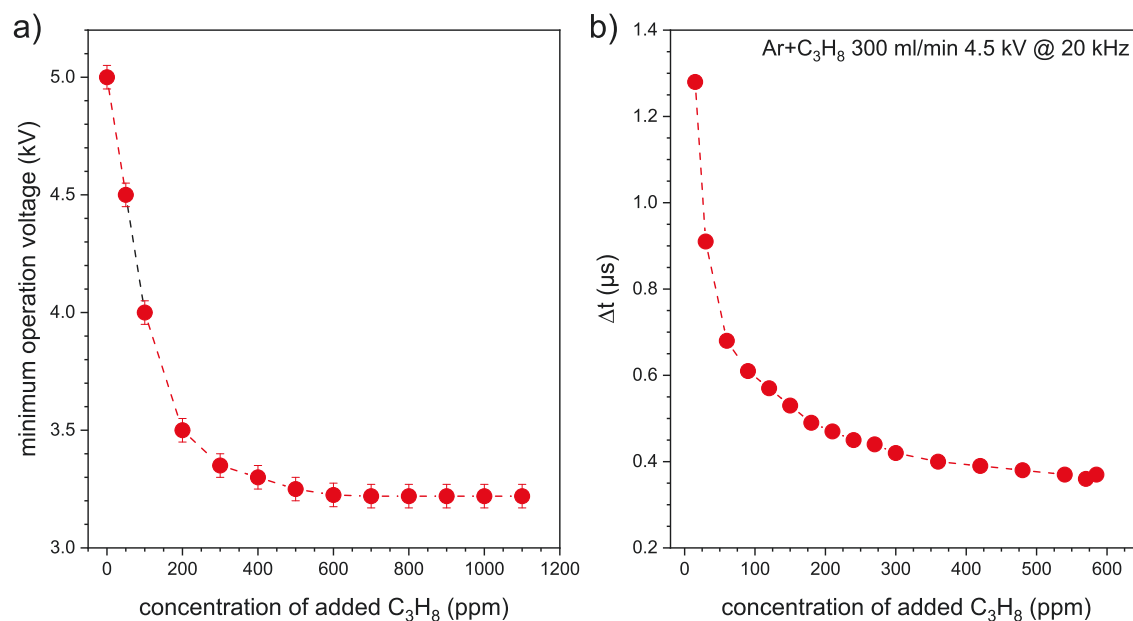 a)
5.0
4.5
4.0
3.5
3.0
minimum operation voltage (kV)
0 200 400 600 800 1000 1200
concentration of added C₃H₈ (ppm)
b)
Ar+C₃H₈ 300 ml/min 4.5 kV @ 20 kHz
1.4
1.2
1.0
0.8
0.6
0.4
0.2
Δt (μs)
0 100 200 300 400 500 600
concentration of added C₃H₈ (ppm)